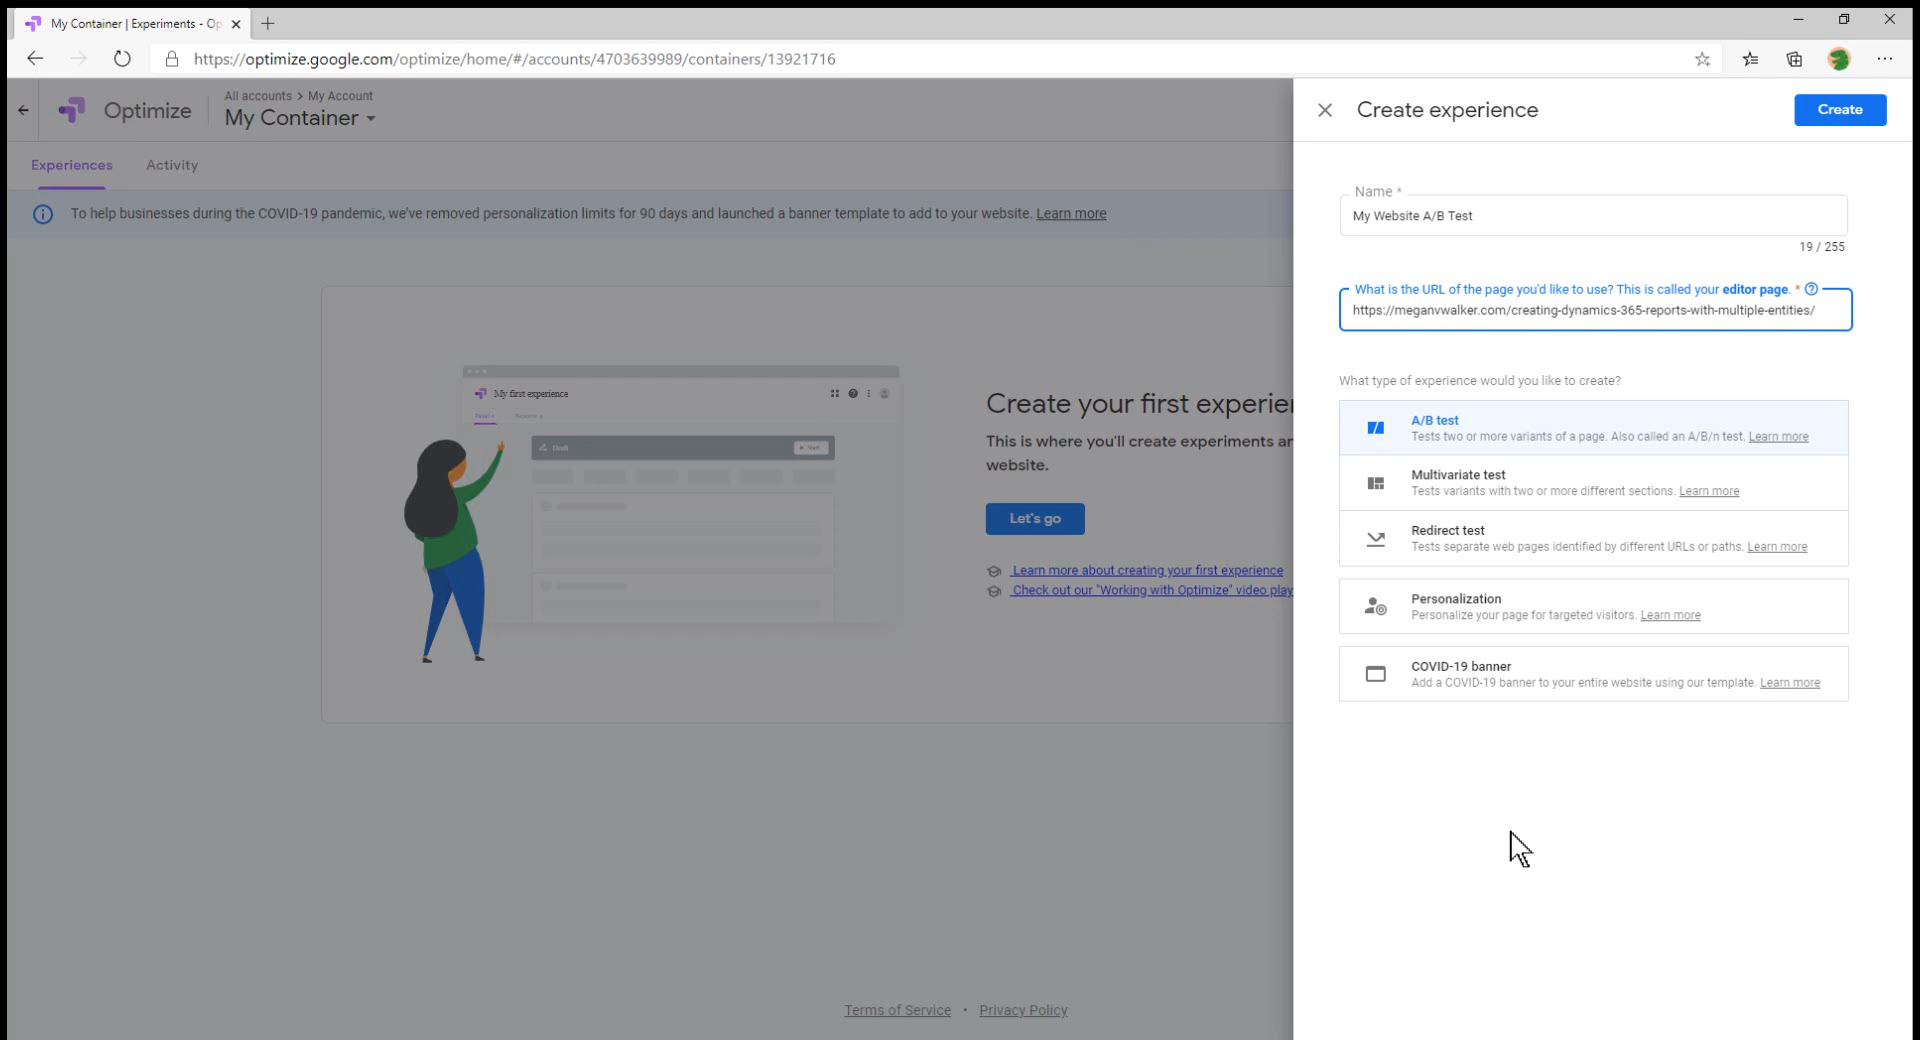 My Container | Experiments - Op
https://optimize.google.com/optimize/home/#/accounts/4703639989/containers/13921716
Optimize
All accounts > My Account
My Container
Experiences
Activity
To help businesses during the COVID-19 pandemic, we've removed personalization limits for 90 days and launched a banner template to add to your website. Learn more
My first experience
Draft
Start
Create your first experien
This is where you'll create experiments an
website.
Let's go
Learn more about creating your first experience
Check out our "Working with Optimize" video play
Terms of Service • Privacy Policy
Create experience
Create
Name *
My Website A/B Test
19 / 255
What is the URL of the page you'd like to use? This is called your editor page. *
https://meganvwalker.com/creating-dynamics-365-reports-with-multiple-entities/
What type of experience would you like to create?
A/B test
Tests two or more variants of a page. Also called an A/B/n test. Learn more
Multivariate test
Tests variants with two or more different sections. Learn more
Redirect test
Tests separate web pages identified by different URLs or paths. Learn more
Personalization
Personalize your page for targeted visitors. Learn more
COVID-19 banner
Add a COVID-19 banner to your entire website using our template. Learn more